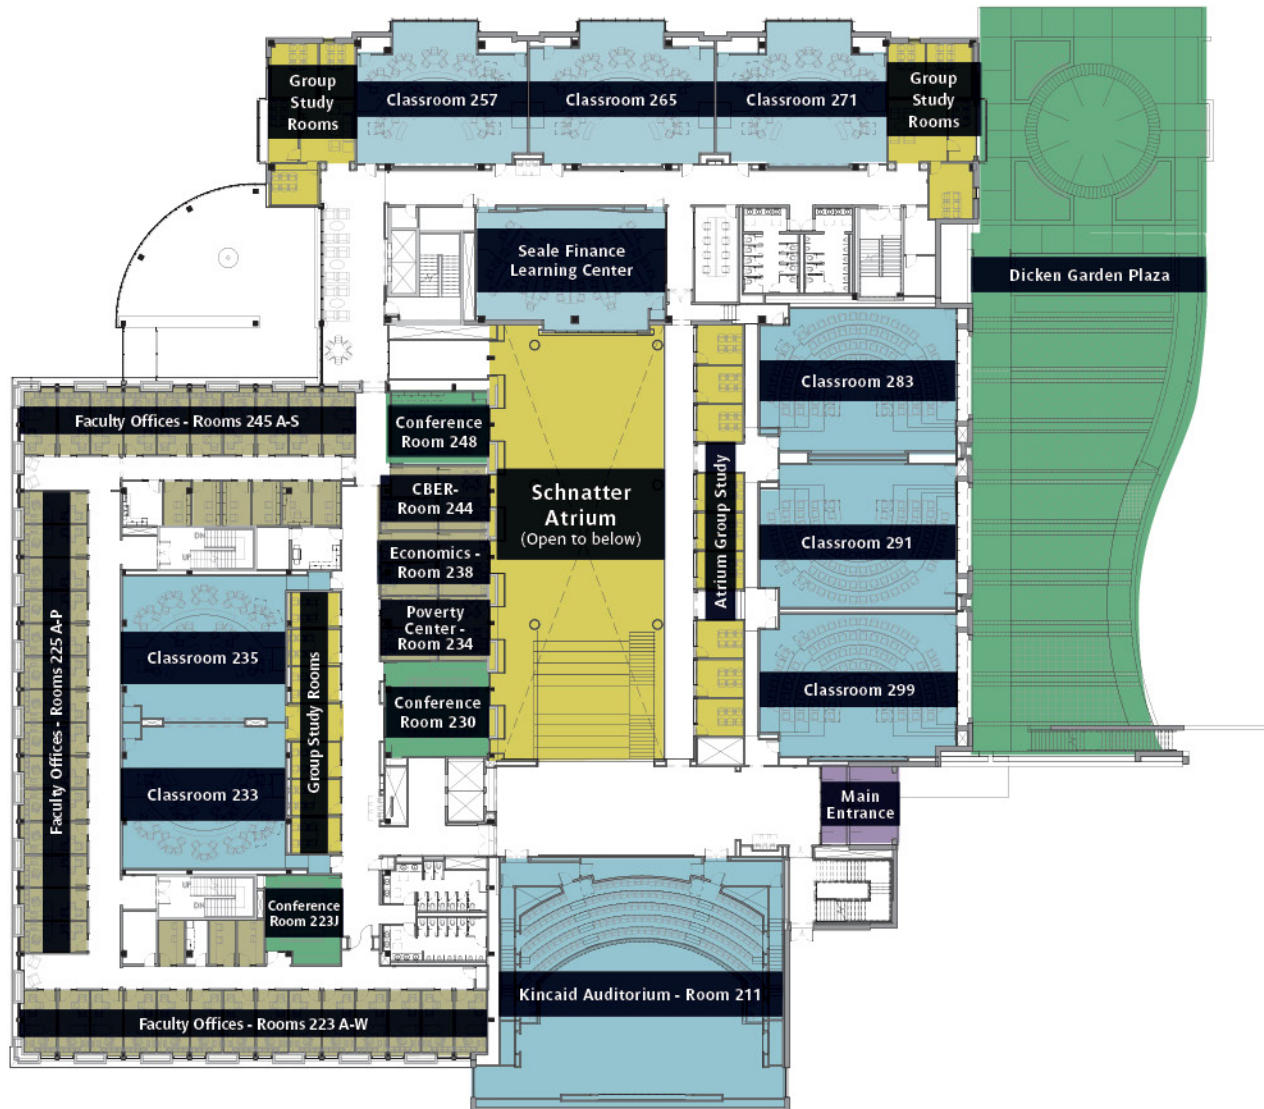 Group
Study
Rooms
Classroom 257
Classroom 265
Classroom 271
Group
Study
Rooms
Seale Finance
Learning Center
Dicken Garden Plaza
Classroom 283
Faculty Offices - Rooms 245 A-S
Conference
Room 248
CBER-
Room 244
Schnatter
Atrium
(Open to below)
Atrium Group Study
Classroom 291
Economics -
Room 238
Poverty
Center -
Room 234
Faculty Offices - Rooms 225 A-P
Classroom 235
Group Study Rooms
Conference
Room 230
Classroom 299
Classroom 233
Main
Entrance
Conference
Room 223J
Kincaid Auditorium - Room 211
Faculty Offices - Rooms 223 A-W
DN
UP
UP
DN